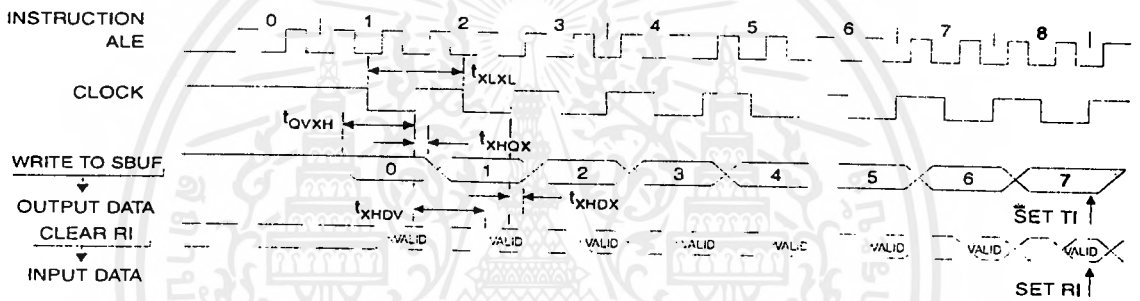 INSTRUCTION 0 1 2 3 4 5 6 7 8
ALE
tXLXL
CLOCK
tQVXH
tXHQX
WRITE TO SBUF
0 1 2 3 4 5 6 7
OUTPUT DATA
tXHDV
tXHDX
SET TI
CLEAR RI
VALID VALID VALID VALID VALID VALID VALID VALID
INPUT DATA
SET RI